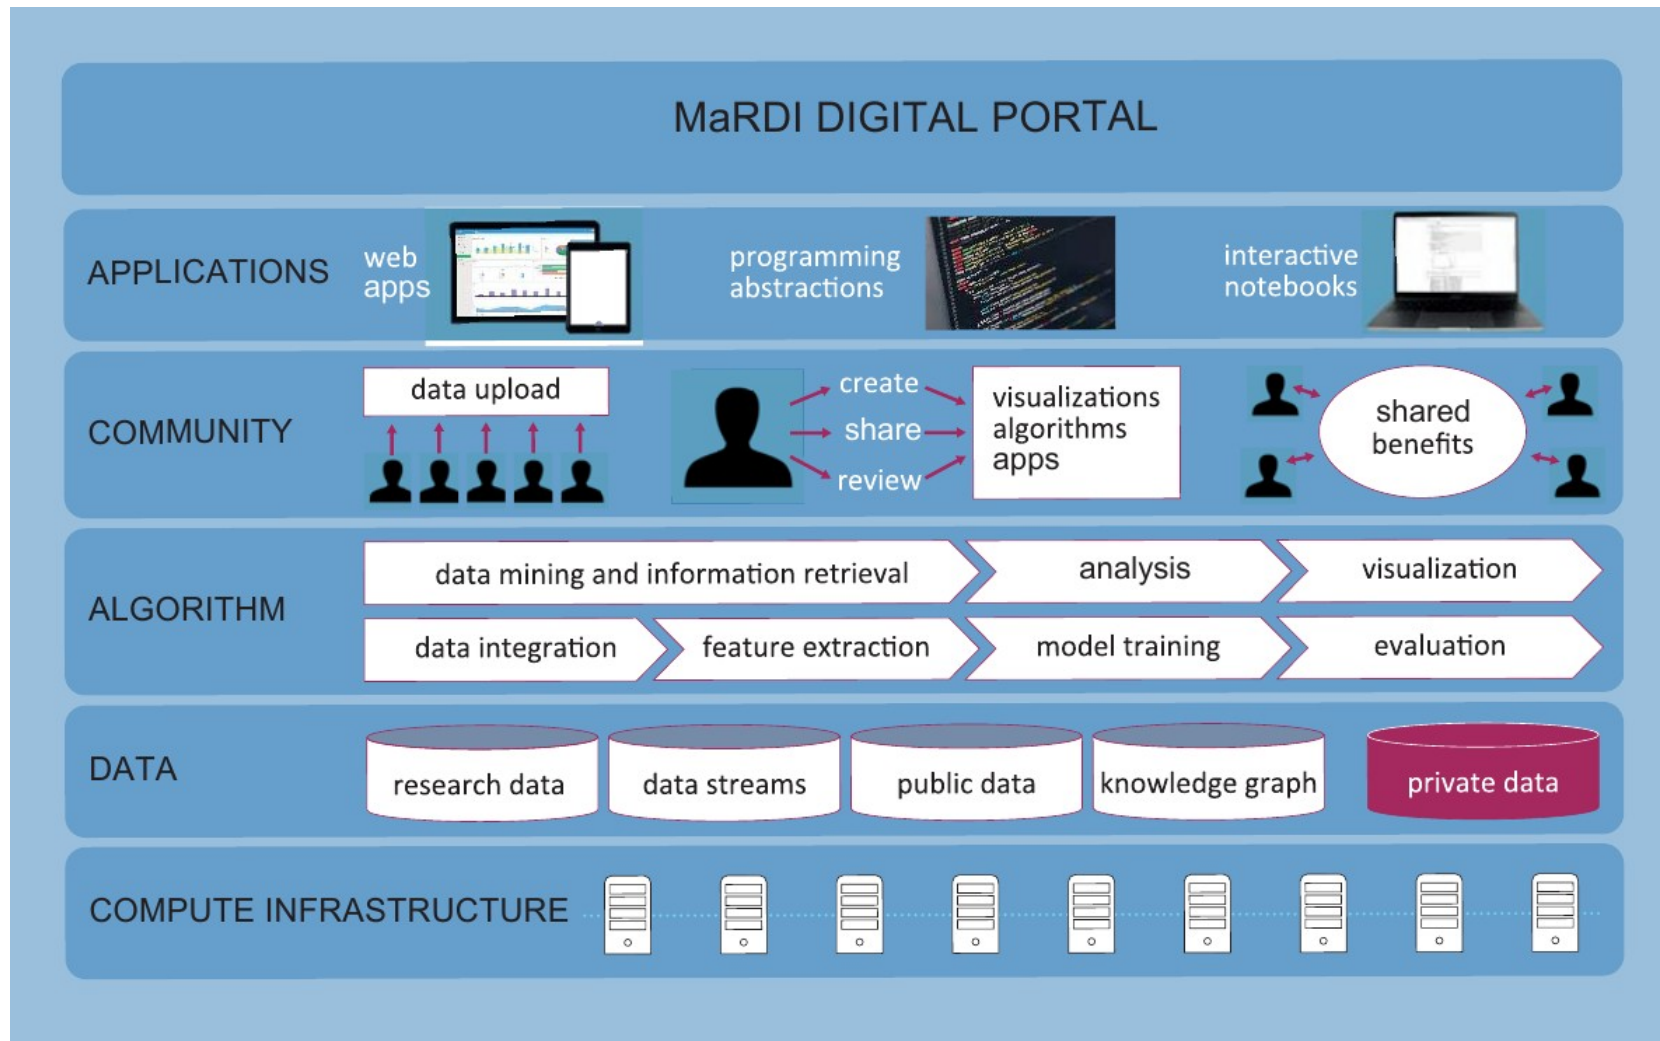 MaRDI DIGITAL PORTAL
APPLICATIONS
web
apps
programming
abstractions
interactive
notebooks
COMMUNITY
data upload
create
share
review
visualizations
algorithms
apps
shared
benefits
ALGORITHM
data mining and information retrieval
analysis
visualization
data integration
feature extraction
model training
evaluation
DATA
research data
data streams
public data
knowledge graph
private data
COMPUTE INFRASTRUCTURE